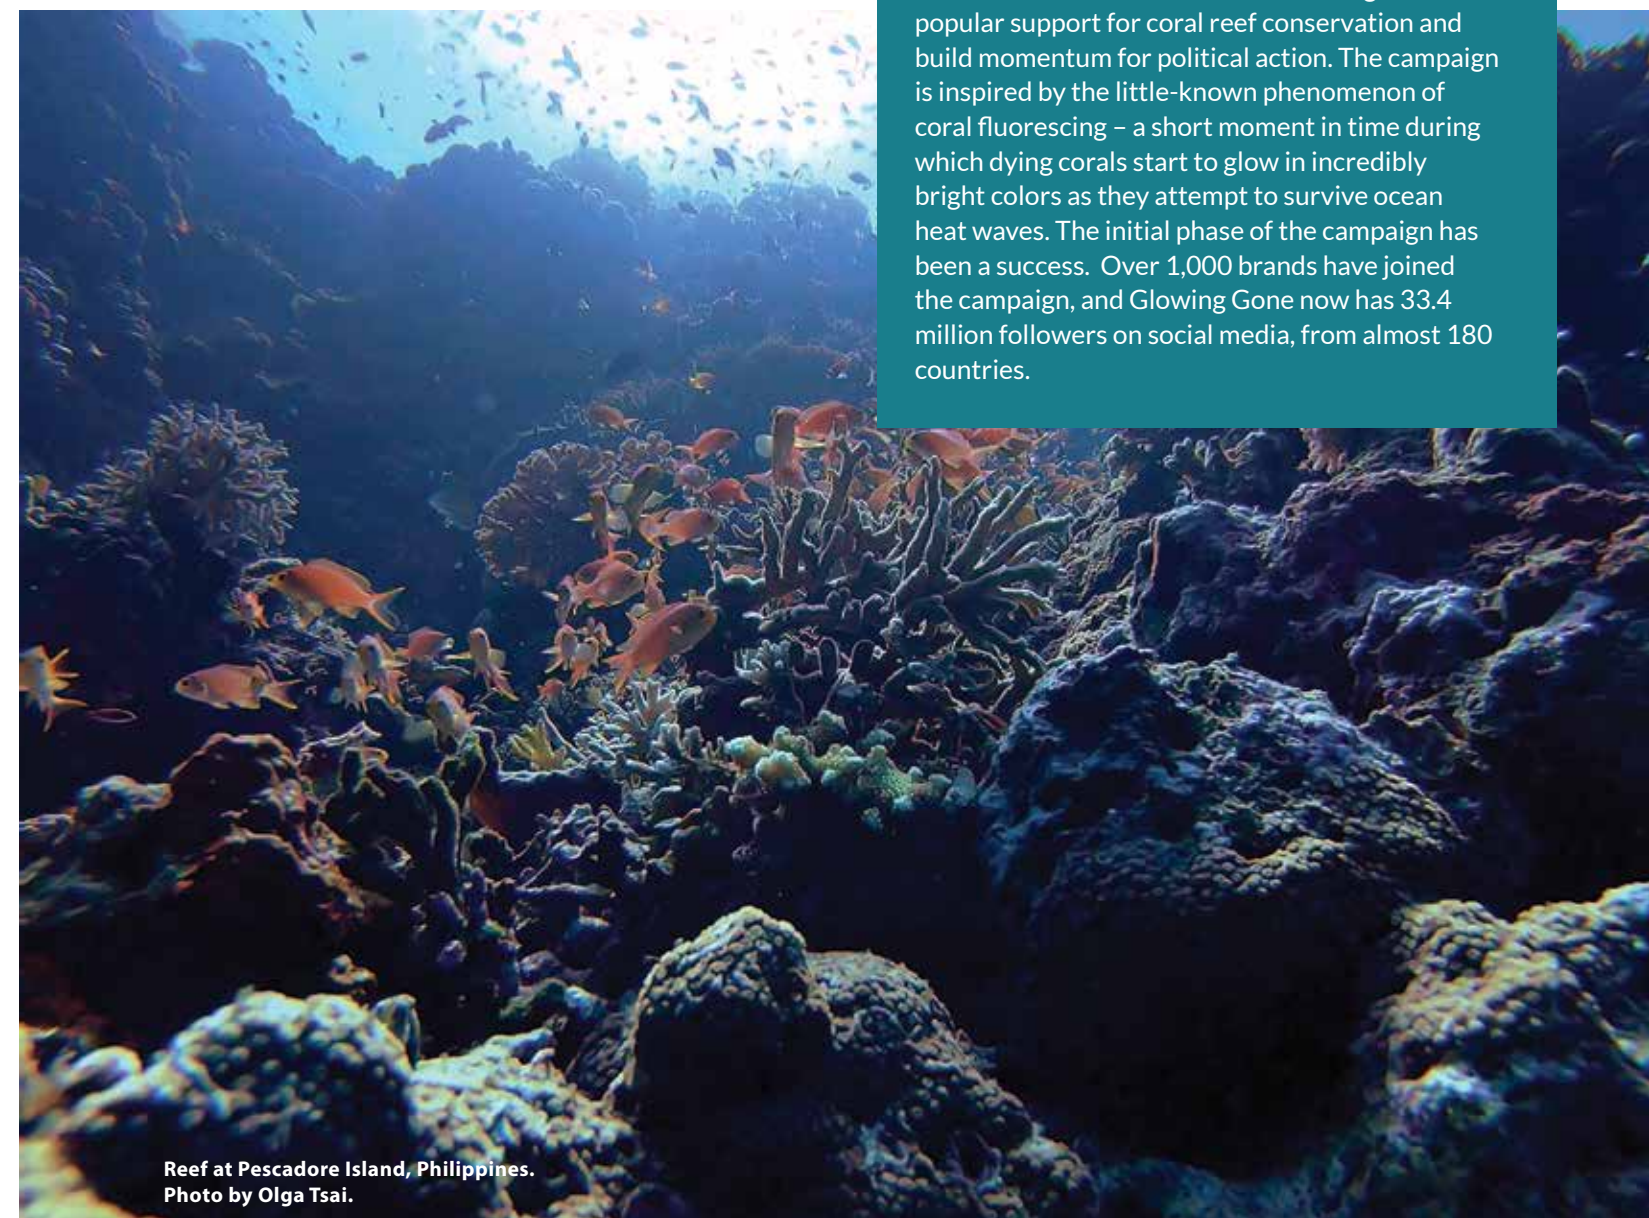 popular support for coral reef conservation and
build momentum for political action. The campaign
is inspired by the little-known phenomenon of
coral fluorescing – a short moment in time during
which dying corals start to glow in incredibly
bright colors as they attempt to survive ocean
heat waves. The initial phase of the campaign has
been a success.  Over 1,000 brands have joined
the campaign, and Glowing Gone now has 33.4
million followers on social media, from almost 180
countries.
Reef at Pescadore Island, Philippines.
Photo by Olga Tsai.